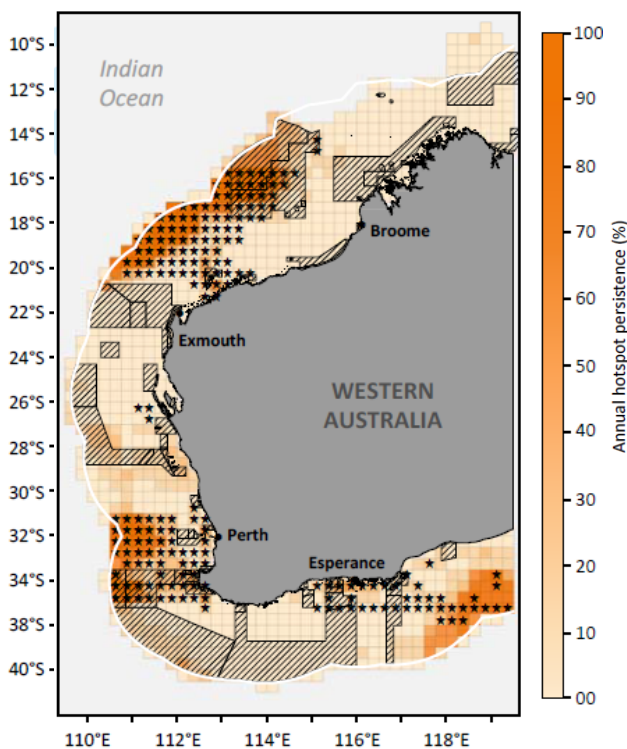 Indian
Ocean
10°S
12°S
14°S
16°S
18°S
20°S
22°S
24°S
26°S
28°S
30°S
32°S
34°S
36°S
38°S
40°S
Broome
Exmouth
WESTERN
AUSTRALIA
Perth
Esperance
110°E
112°E
114°E
116°E
118°E
100
90
80
70
60
50
40
30
20
10
00
Annual hotspot persistence (%)